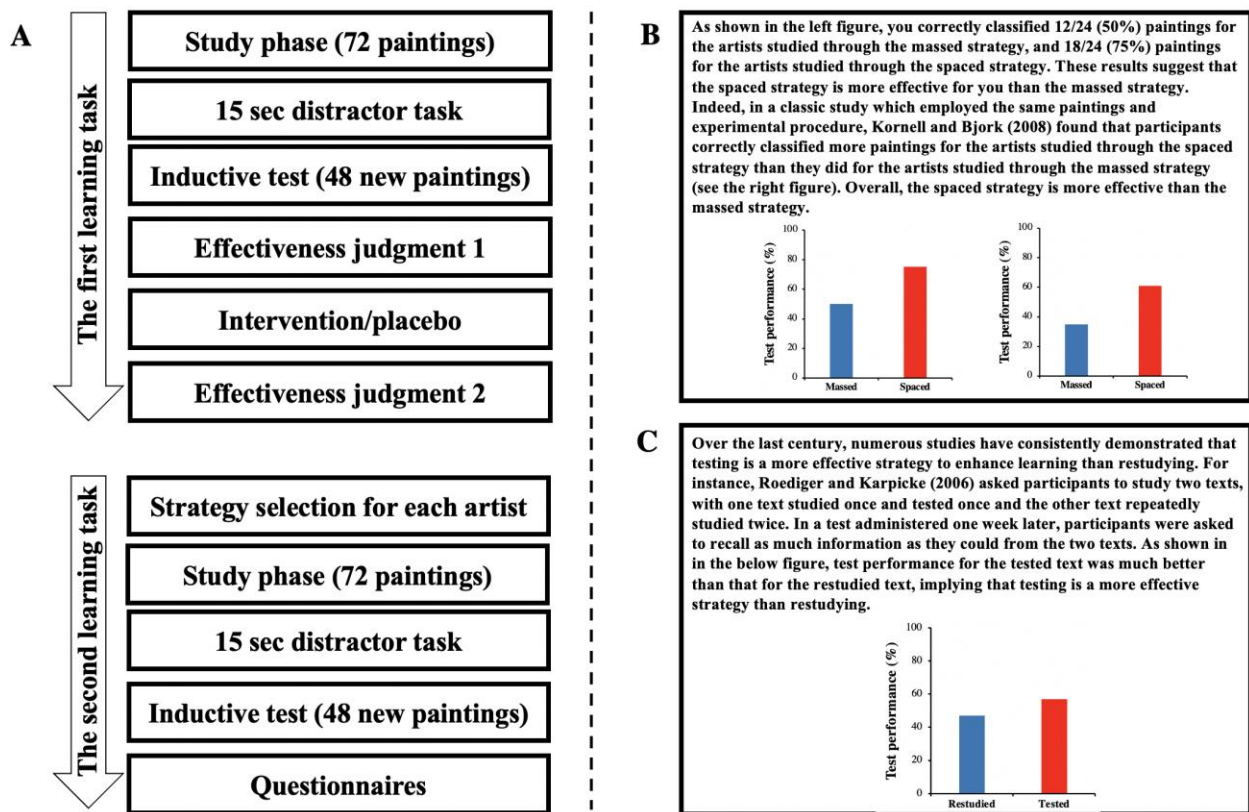 A
The first learning task
Study phase (72 paintings)
15 sec distractor task
Inductive test (48 new paintings)
Effectiveness judgment 1
Intervention/placebo
Effectiveness judgment 2
The second learning task
Strategy selection for each artist
Study phase (72 paintings)
15 sec distractor task
Inductive test (48 new paintings)
Questionnaires
B
As shown in the left figure, you correctly classified 12/24 (50%) paintings for
the artists studied through the massed strategy, and 18/24 (75%) paintings
for the artists studied through the spaced strategy. These results suggest that
the spaced strategy is more effective for you than the massed strategy.
Indeed, in a classic study which employed the same paintings and
experimental procedure, Kornell and Bjork (2008) found that participants
correctly classified more paintings for the artists studied through the spaced
strategy than they did for the artists studied through the massed strategy
(see the right figure). Overall, the spaced strategy is more effective than the
massed strategy.
Test performance (%)
100
80
60
40
20
0
Massed Spaced
Test performance (%)
100
80
60
40
20
0
Massed Spaced
C
Over the last century, numerous studies have consistently demonstrated that
testing is a more effective strategy to enhance learning than restudying. For
instance, Roediger and Karpicke (2006) asked participants to study two texts,
with one text studied once and tested once and the other text repeatedly
studied twice. In a test administered one week later, participants were asked
to recall as much information as they could from the two texts. As shown in
in the below figure, test performance for the tested text was much better
than that for the restudied text, implying that testing is a more effective
strategy than restudying.
Test performance (%)
100
80
60
40
20
0
Restudied Tested